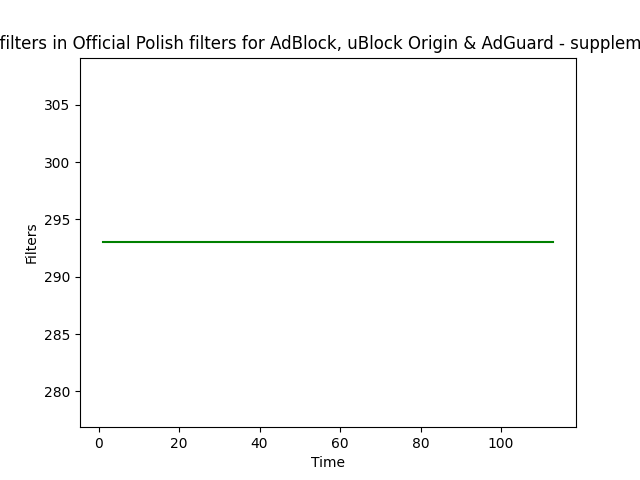 filters in Official Polish filters for AdBlock, uBlock Origin & AdGuard - supplem
305
300
295
290
285
280
Filters
0 20 40 60 80 100
Time